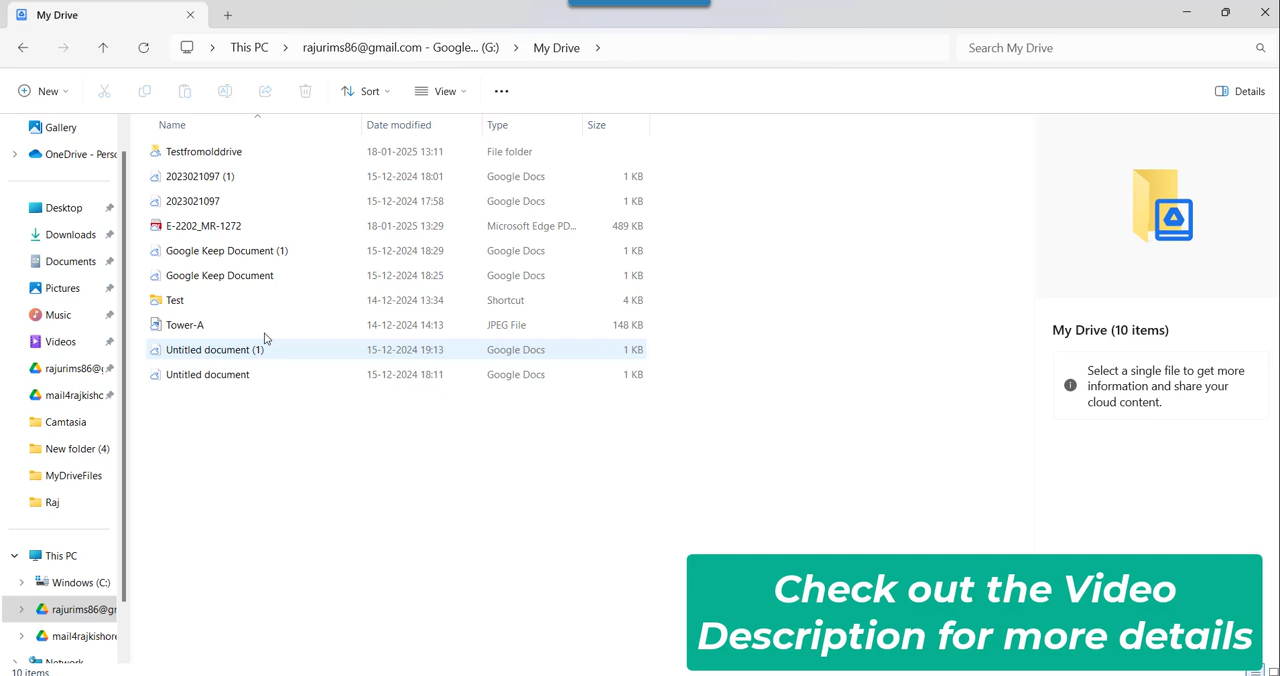 My Drive
This PC
rajurims86@gmail.com - Google... (G:)
My Drive
Search My Drive
New
Sort
View
Details
Gallery
OneDrive - Pers
Desktop
Downloads
Documents
Pictures
Music
Videos
rajurims86@
mail4rajkishc
Camtasia
New folder (4)
MyDriveFiles
Raj
This PC
Windows (C:)
rajurims86@gr
mail4rajkishore
Network
10 items
Name Date modified Type Size
Testfromolddrive 18-01-2025 13:11 File folder
2023021097 (1) 15-12-2024 18:01 Google Docs 1 KB
2023021097 15-12-2024 17:58 Google Docs 1 KB
E-2202_MR-1272 18-01-2025 13:29 Microsoft Edge PD... 489 KB
Google Keep Document (1) 15-12-2024 18:29 Google Docs 1 KB
Google Keep Document 15-12-2024 18:25 Google Docs 1 KB
Test 14-12-2024 13:34 Shortcut 4 KB
Tower-A 14-12-2024 14:13 JPEG File 148 KB
Untitled document (1) 15-12-2024 19:13 Google Docs 1 KB
Untitled document 15-12-2024 18:11 Google Docs 1 KB
My Drive (10 items)
Select a single file to get more
information and share your
cloud content.
Check out the Video
Description for more details